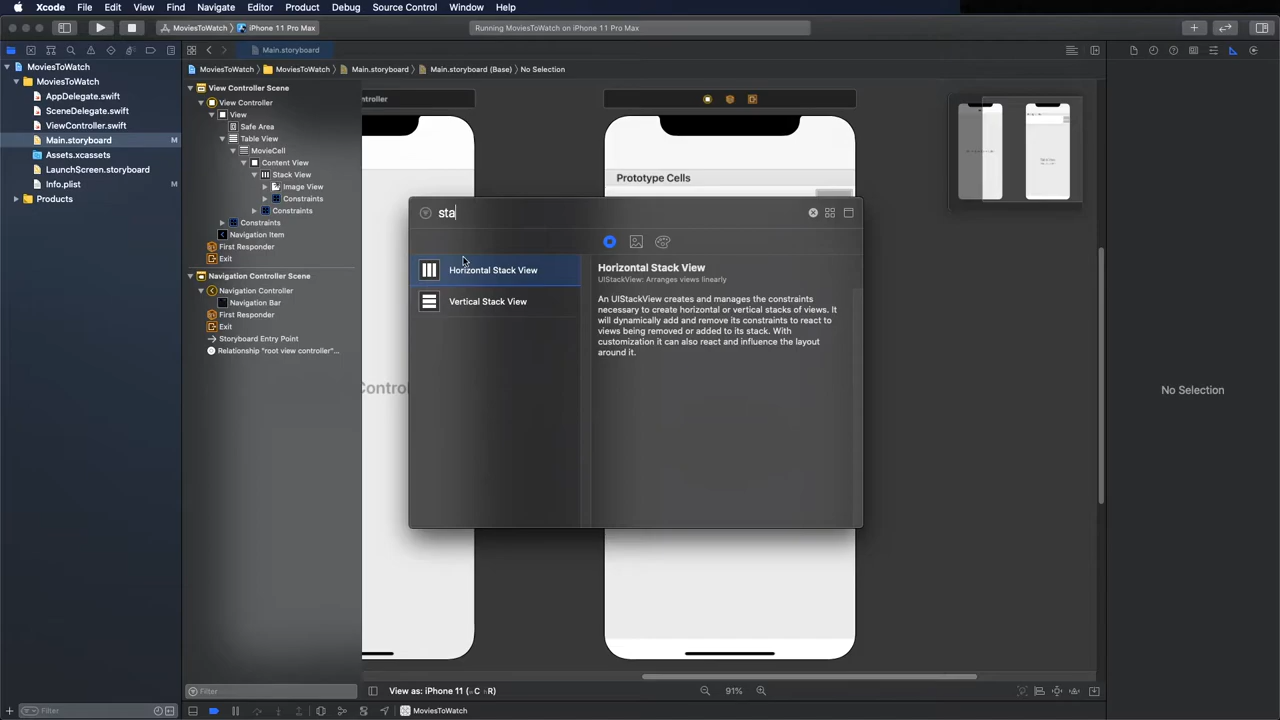 Xcode File Edit View Find Navigate Editor Product Debug Source Control Window Help
MoviesToWatch iPhone 11 Pro Max
Running MoviesToWatch on iPhone 11 Pro Max
Main.storyboard
MoviesToWatch MoviesToWatch Main.storyboard Main.storyboard (Base) No Selection
MoviesToWatch
MoviesToWatch
AppDelegate.swift
SceneDelegate.swift
ViewController.swift
Main.storyboard M
Assets.xcassets
LaunchScreen.storyboard
Info.plist M
Products
View Controller Scene
View Controller
View
Safe Area
Table View
MovieCell
Content View
Stack View
Image View
Constraints
Constraints
Constraints
Navigation Item
First Responder
Exit
Navigation Controller Scene
Navigation Controller
Navigation Bar
First Responder
Exit
Storyboard Entry Point
Relationship "root view controller"...
Prototype Cells
sta
Horizontal Stack View
Vertical Stack View
Horizontal Stack View
UIStackView: Arranges views linearly
An UIStackView creates and manages the constraints
necessary to create horizontal or vertical stacks of views. It
will dynamically add and remove its constraints to react to
views being removed or added to its stack. With
customization it can also react and influence the layout
around it.
No Selection
Filter
View as: iPhone 11 (wC hR)
91%
Filter
MoviesToWatch